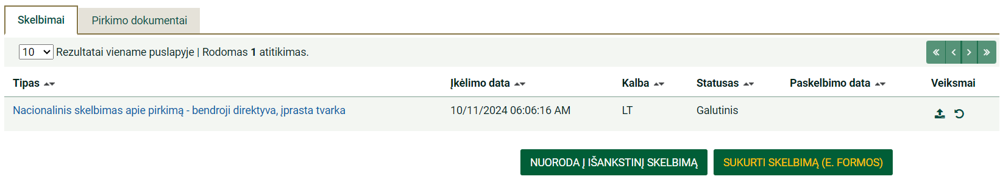 Skelbimai Pirkimo dokumentai
10 Rezultatai viename puslapyje | Rodomas 1 atitikimas.
Tipas Įkėlimo data Kalba Statusas Paskelbimo data Veiksmai
Nacionalinis skelbimas apie pirkimą - bendroji direktyva, įprasta tvarka 10/11/2024 06:06:16 AM LT Galutinis
NUORODA Į IŠANKSTINĮ SKELBIMĄ SUKURTI SKELBIMĄ (E. FORMOS)